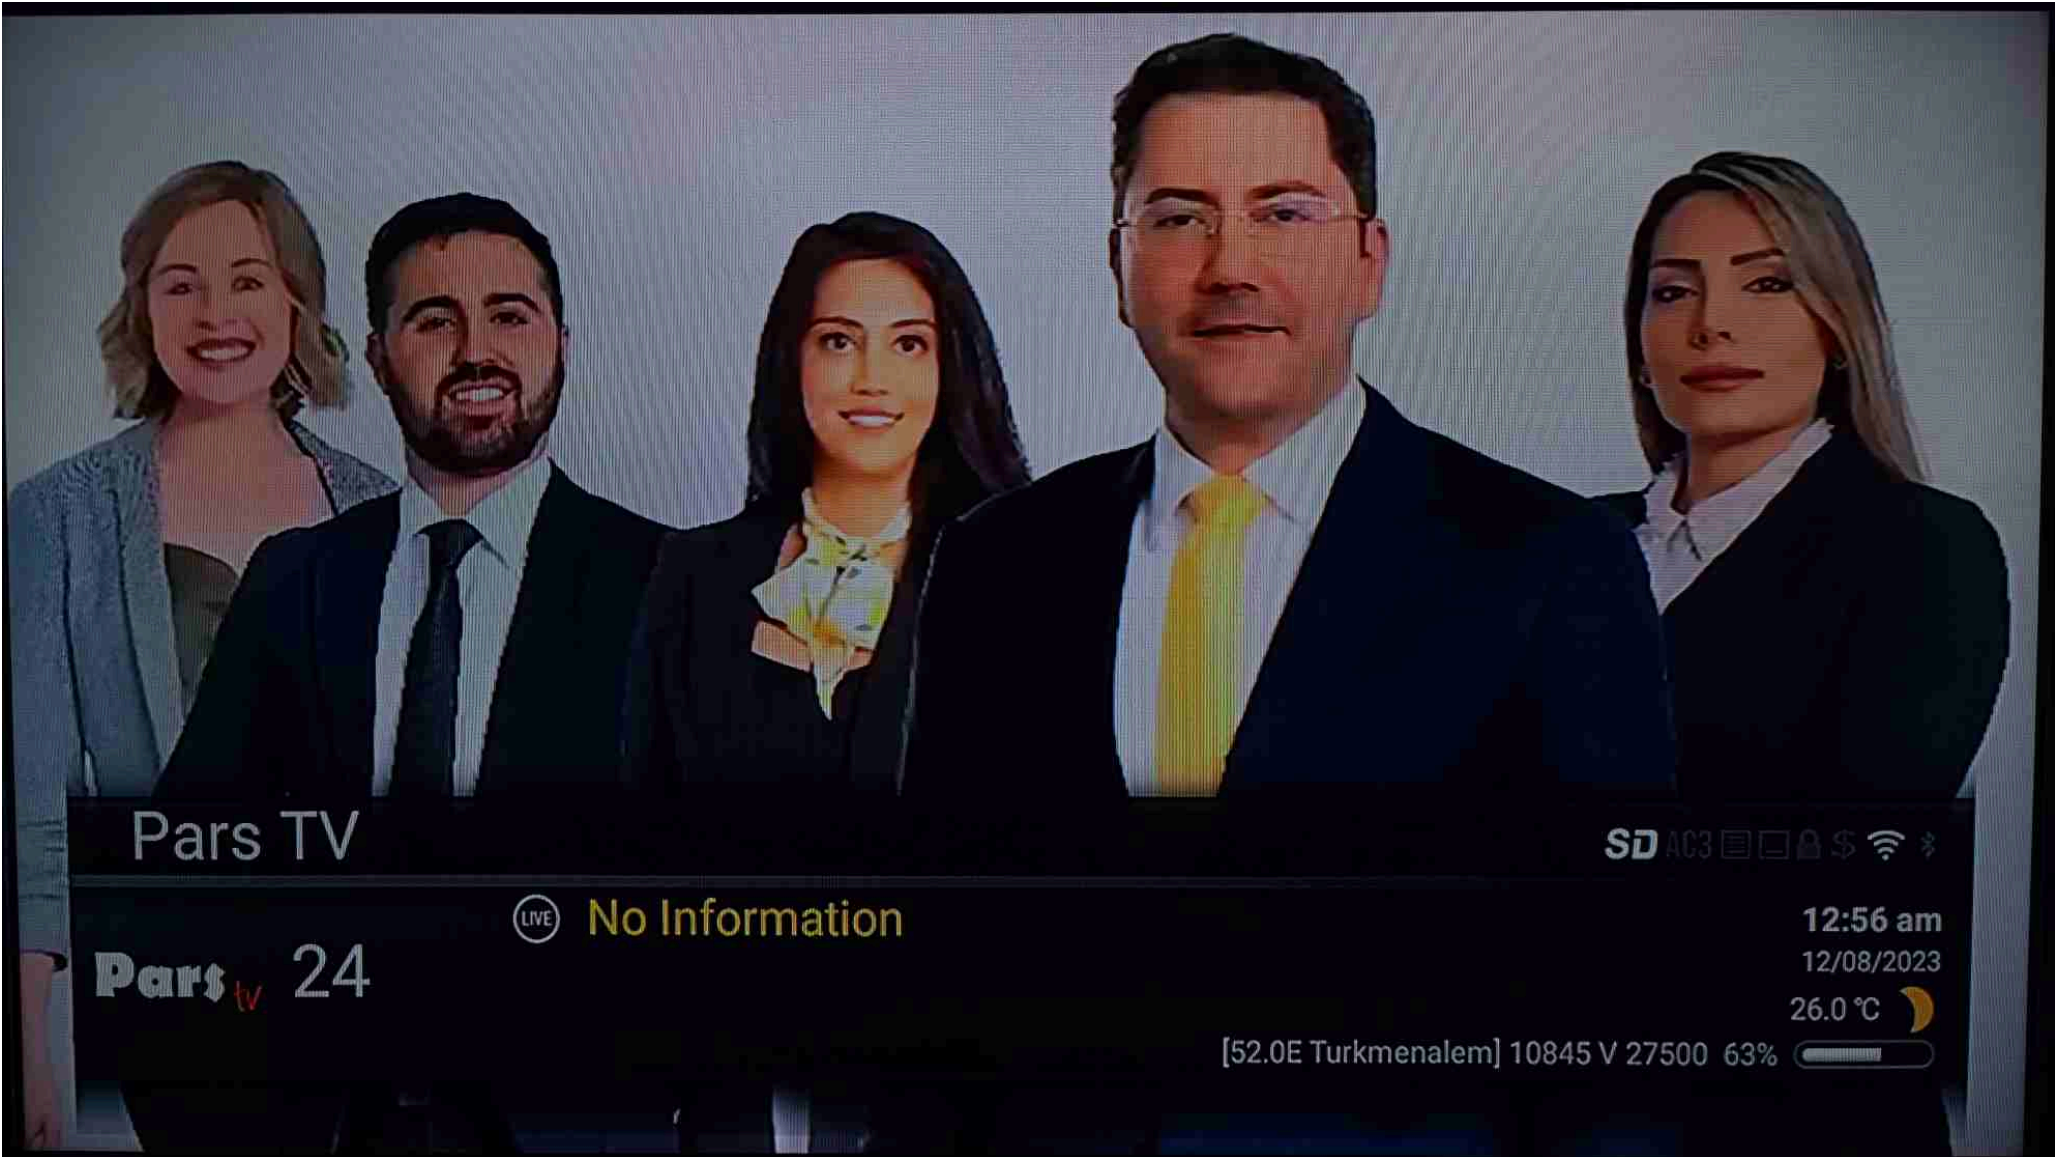 Pars TV
SD AC3 $
LIVE No Information
12:56 am
Pars tv 24
12/08/2023
26.0 °C
[52.0E Turkmenalem] 10845 V 27500 63%